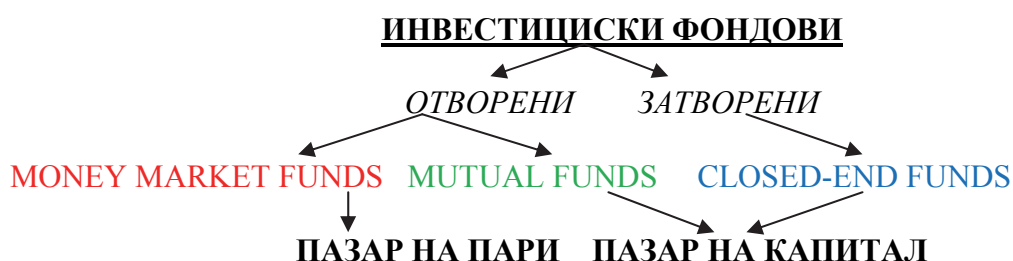 ИНВЕСТИЦИСКИ ФОНДОВИ
ОТВОРЕНИ ЗАТВОРЕНИ
MONEY MARKET FUNDS MUTUAL FUNDS CLOSED-END FUNDS
ПАЗАР НА ПАРИ ПАЗАР НА КАПИТАЛ